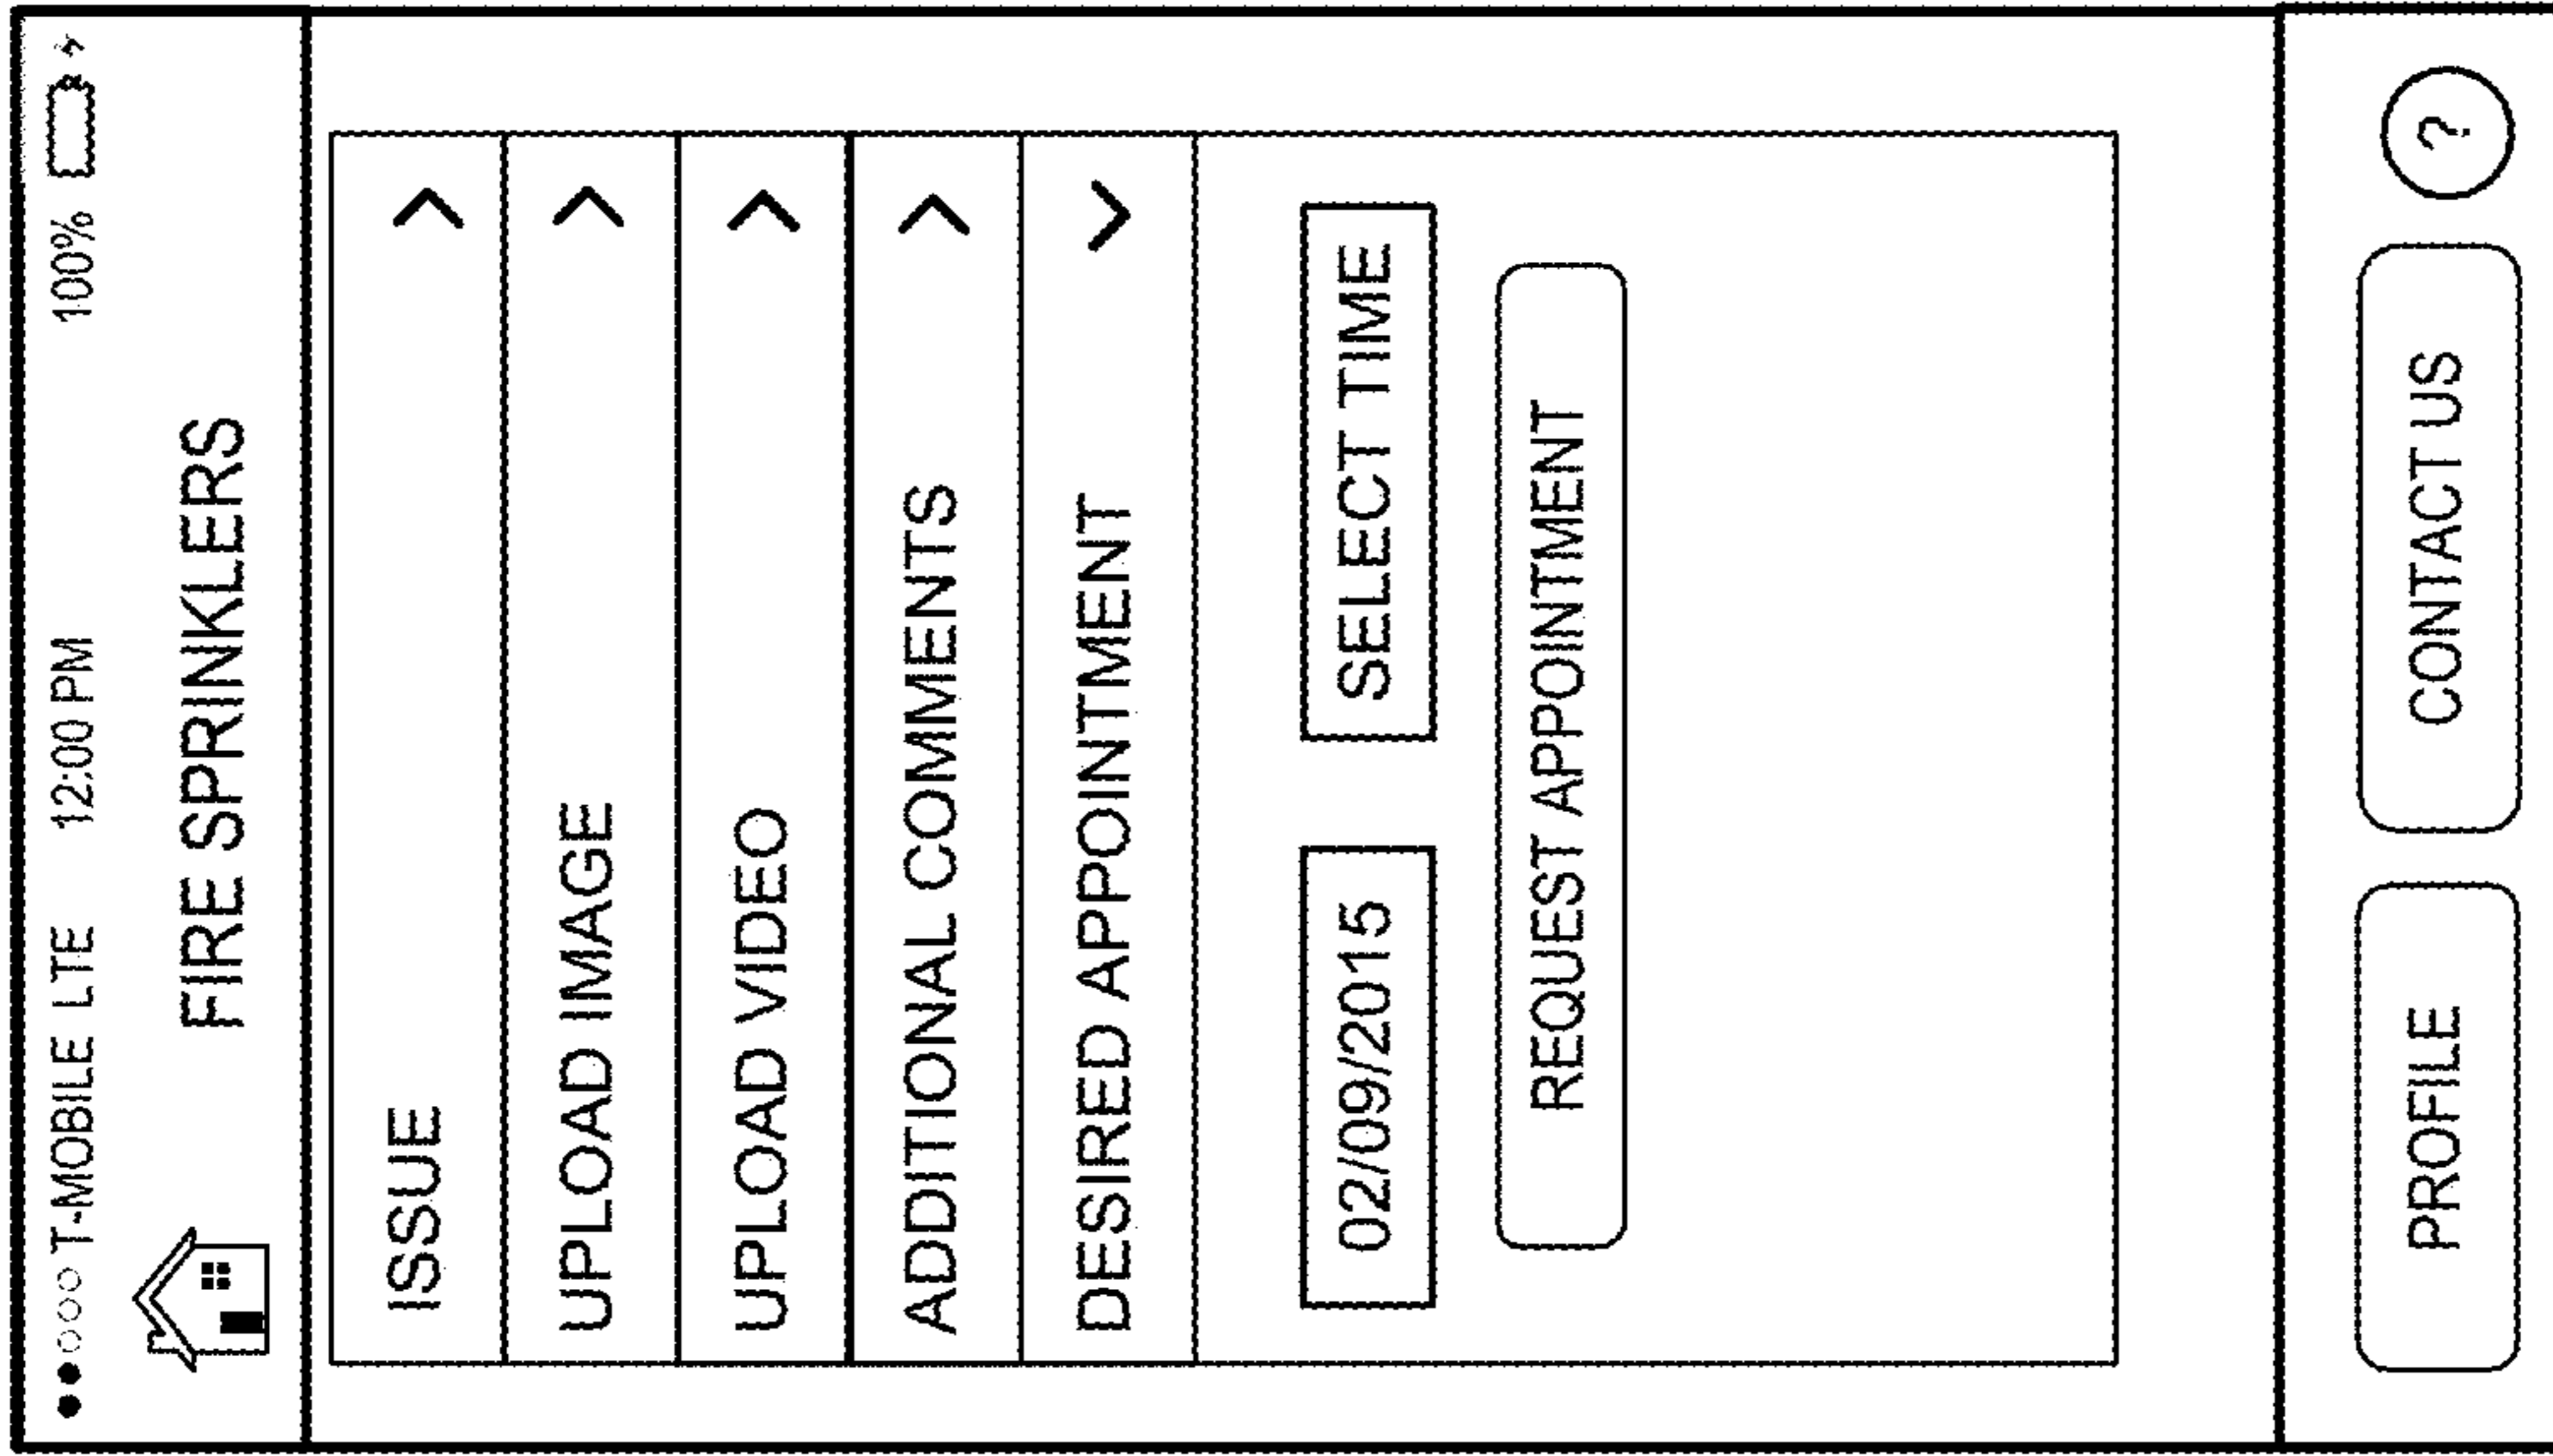 T-MOBILE LTE 12:00 PM 100%
FIRE SPRINKLERS
ISSUE
UPLOAD IMAGE
UPLOAD VIDEO
ADDITIONAL COMMENTS
DESIRED APPOINTMENT
02/09/2015 SELECT TIME
REQUEST APPOINTMENT
PROFILE CONTACT US ?